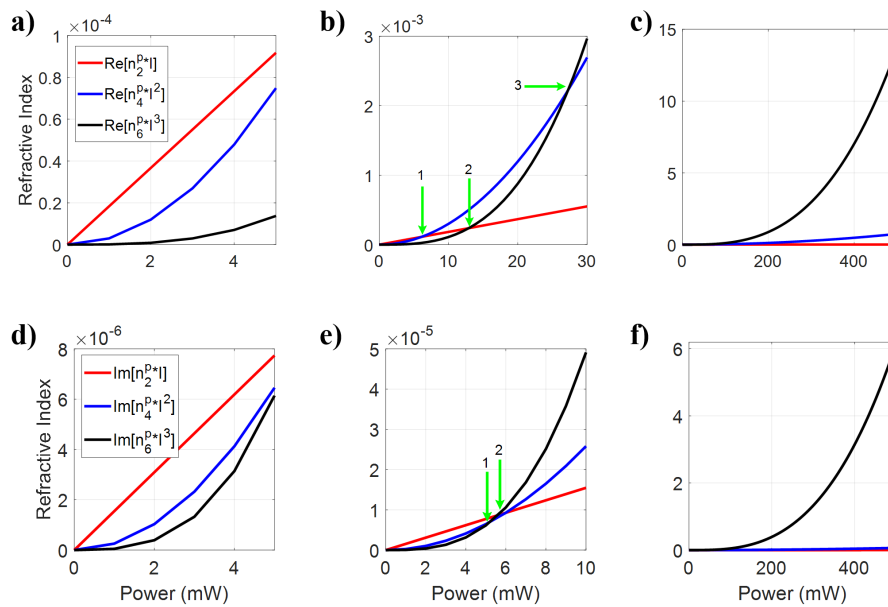 a)
×10⁻⁴
Refractive Index
1
0.8
0.6
0.4
0.2
0
0 2 4
Re[n₂ᵖ*I]
Re[n₄ᵖ*I²]
Re[n₆ᵖ*I³]
b)
×10⁻³
3
2
1
0
0 10 20 30
1
2
3
c)
15
10
5
0
0 200 400
d)
×10⁻⁶
Refractive Index
8
6
4
2
0
0 2 4
Power (mW)
Im[n₂ᵖ*I]
Im[n₄ᵖ*I²]
Im[n₆ᵖ*I³]
e)
×10⁻⁵
5
4
3
2
1
0
0 2 4 6 8 10
Power (mW)
1
2
f)
6
4
2
0
0 200 400
Power (mW)